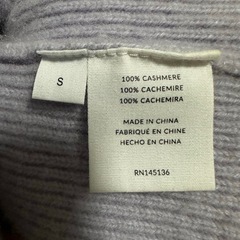 S
100% CASHMERE
100% CACHEMIRE
100% CACHEMIRA
MADE IN CHINA
FABRIQUÉ EN CHINE
HECHO EN CHINA
RN145136